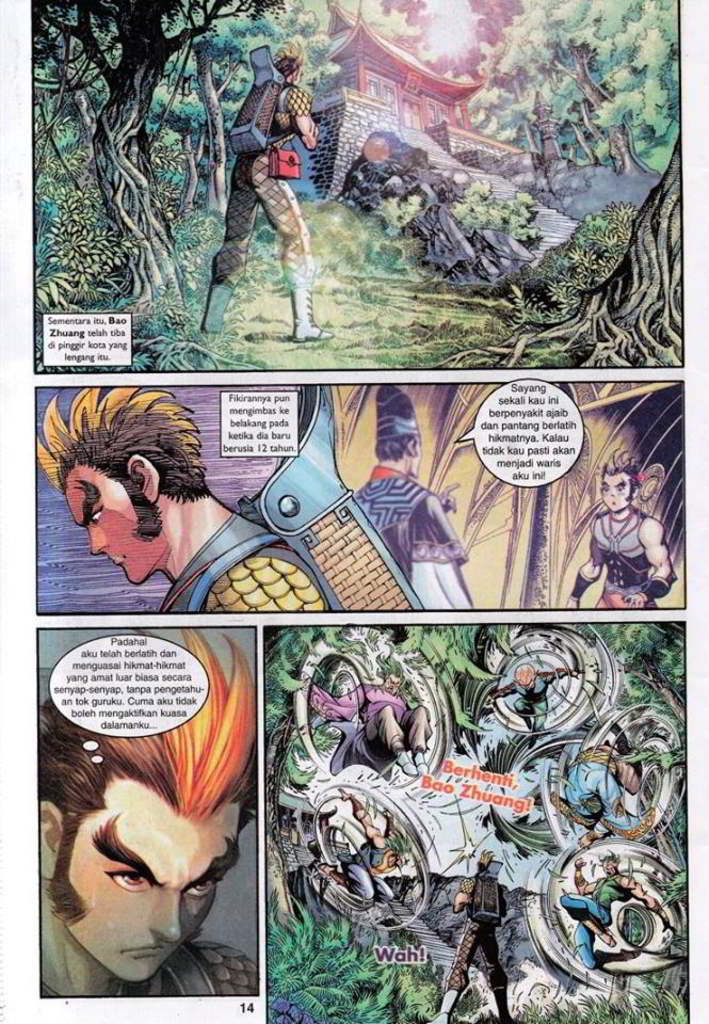 Sementara itu, Bao
Zhuang telah tiba
di pinggir kota yang
lengang itu.
Fikirannya pun
mengimbas ke
belakang pada
ketika dia baru
berusia 12 tahun.
Sayang
sekali kau ini
berpenyakit ajaib
dan pantang berlatih
hikmatnya. Kalau
tak kau pasti akan
menjadi waris
aku ini!
Padahal
aku telah berlatih dan
menguasai hikmat-hikmat
yang amat luar biasa secara
senyap-senyap, tanpa pengetahu-
an tok guruku. Cuma aku tidak
boleh mengaktifkan kuasa
dalamanku...
Berhenti,
Bao Zhuang!
Wah!
14